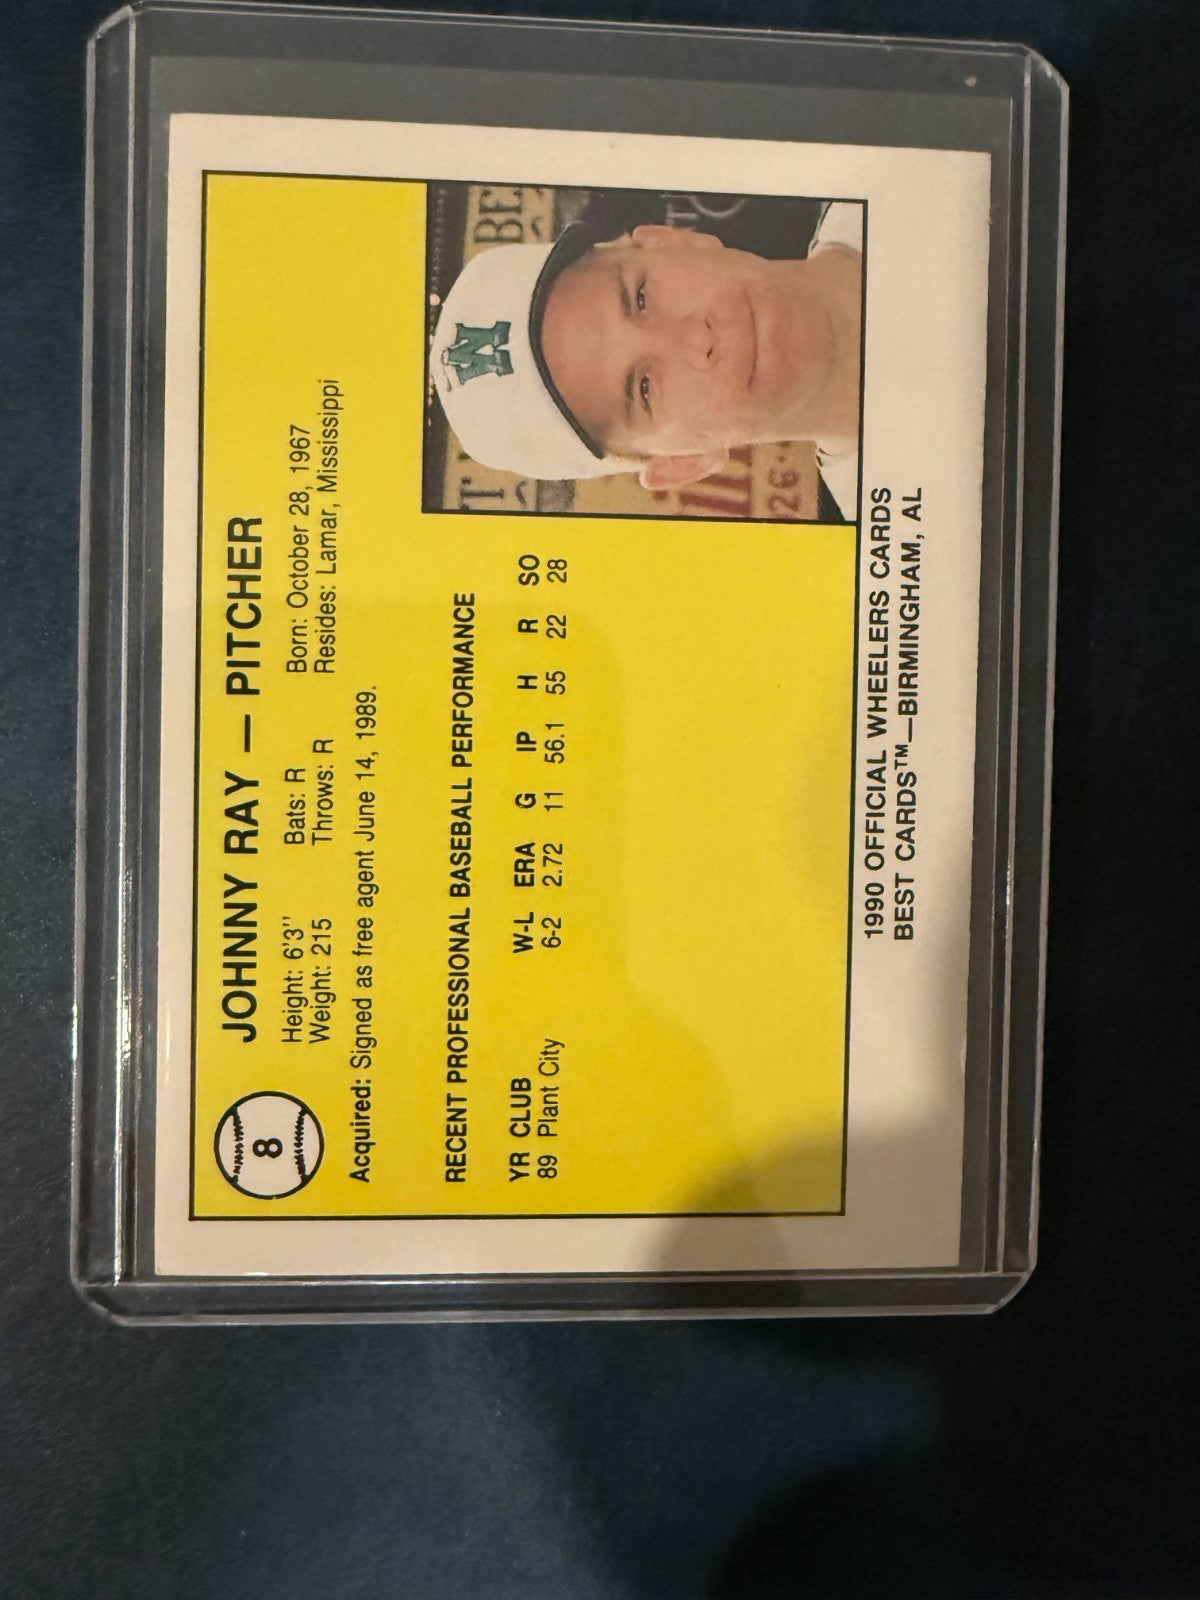 8
JOHNNY RAY — PITCHER
Height: 6'3" Bats: R Born: October 28, 1967
Weight: 215 Throws: R Resides: Lamar, Mississippi
Acquired: Signed as free agent June 14, 1989.
RECENT PROFESSIONAL BASEBALL PERFORMANCE
YR CLUB W-L ERA G IP H R SO
89 Plant City 6-2 2.72 11 56.1 55 22 28
W
BE
26
1990 OFFICIAL WHEELERS CARDS
BEST CARDS™—BIRMINGHAM, AL